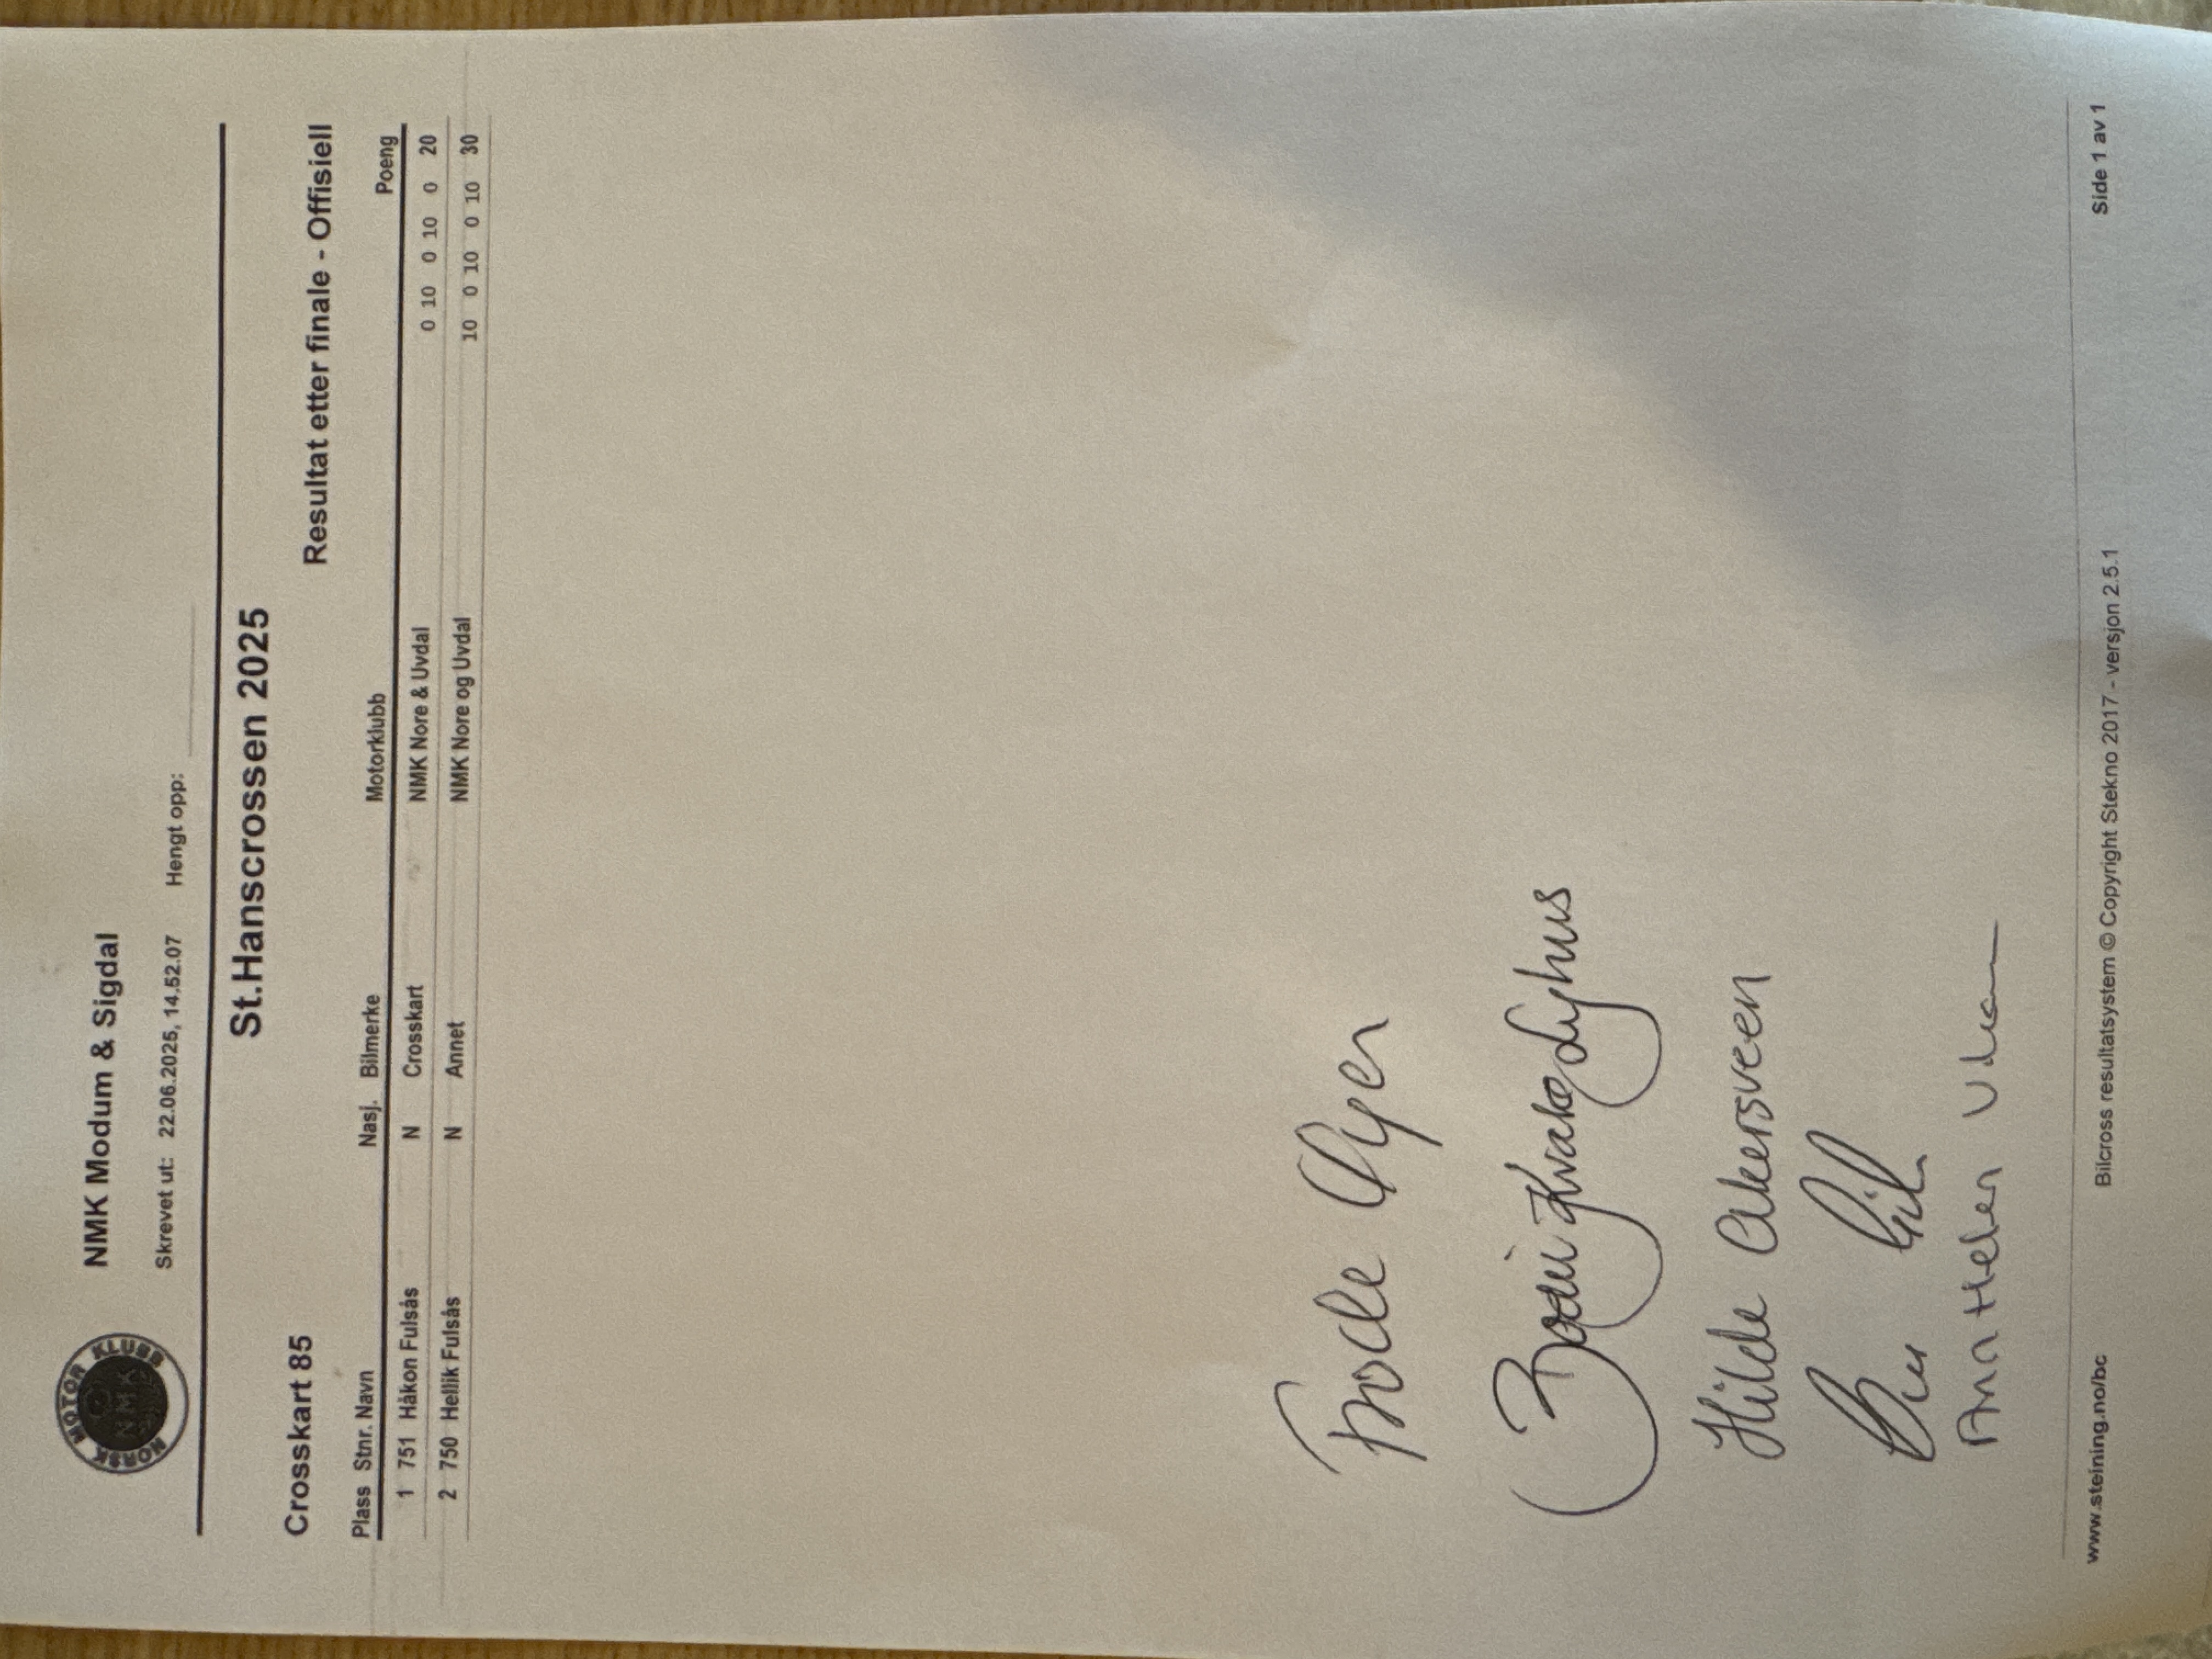 NORSK MOTOR KLUBB
NMK
NMK Modum & Sigdal
Skrevet ut: 22.06.2025, 14.52.07 Hengt opp:
St.Hanscrossen 2025
Crosskart 85
Resultat etter finale - Offisiell
Plass Stnr. Navn Nasj. Bilmerke Motorklubb Poeng
1 751 Håkon Fulsås N Crosskart NMK Nore & Uvdal 0 10 0 10 0 20
2 750 Hellik Fulsås N Annet NMK Nore og Uvdal 10 0 10 0 10 30
Frode
Kvake Lyhus
Hilde Akersveen
Ann Helen
www.steining.no/bc Bilcross resultatsystem © Copyright Stekno 2017 - versjon 2.5.1 Side 1 av 1